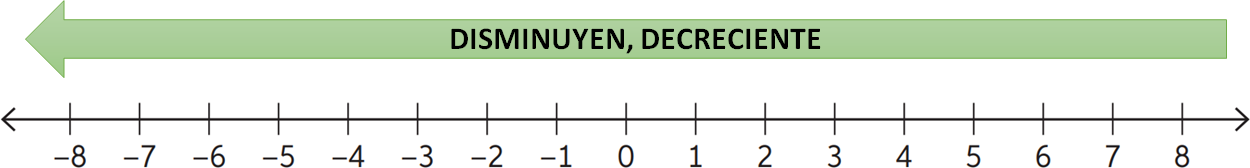 DISMINUYEN, DECRECIENTE
–8 –7 –6 –5 –4 –3 –2 –1 0 1 2 3 4 5 6 7 8